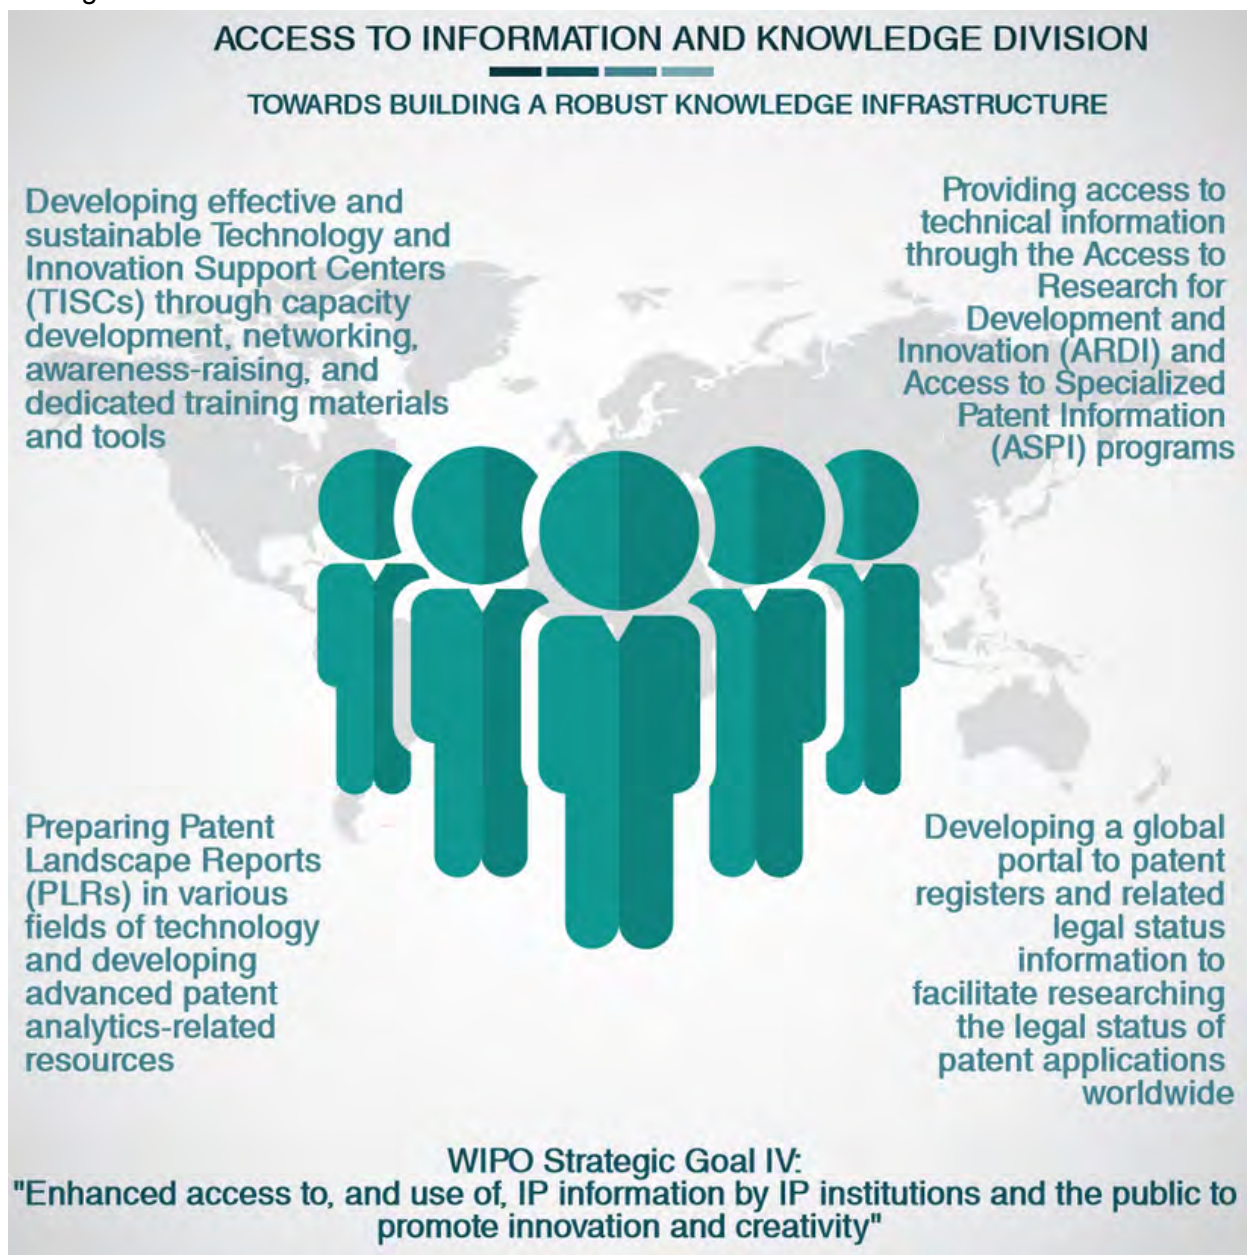 ACCESS TO INFORMATION AND KNOWLEDGE DIVISION
TOWARDS BUILDING A ROBUST KNOWLEDGE INFRASTRUCTURE
Developing effective and
sustainable Technology and
Innovation Support Centers
(TISCs) through capacity
development, networking,
awareness-raising, and
dedicated training materials
and tools
Providing access to
technical information
through the Access to
Research for
Development and
Innovation (ARDI) and
Access to Specialized
Patent Information
(ASPI) programs
Preparing Patent
Landscape Reports
(PLRs) in various
fields of technology
and developing
advanced patent
analytics-related
resources
Developing a global
portal to patent
registers and related
legal status
information to
facilitate researching
the legal status of
patent applications
worldwide
WIPO Strategic Goal IV:
"Enhanced access to, and use of, IP information by IP institutions and the public to
promote innovation and creativity"